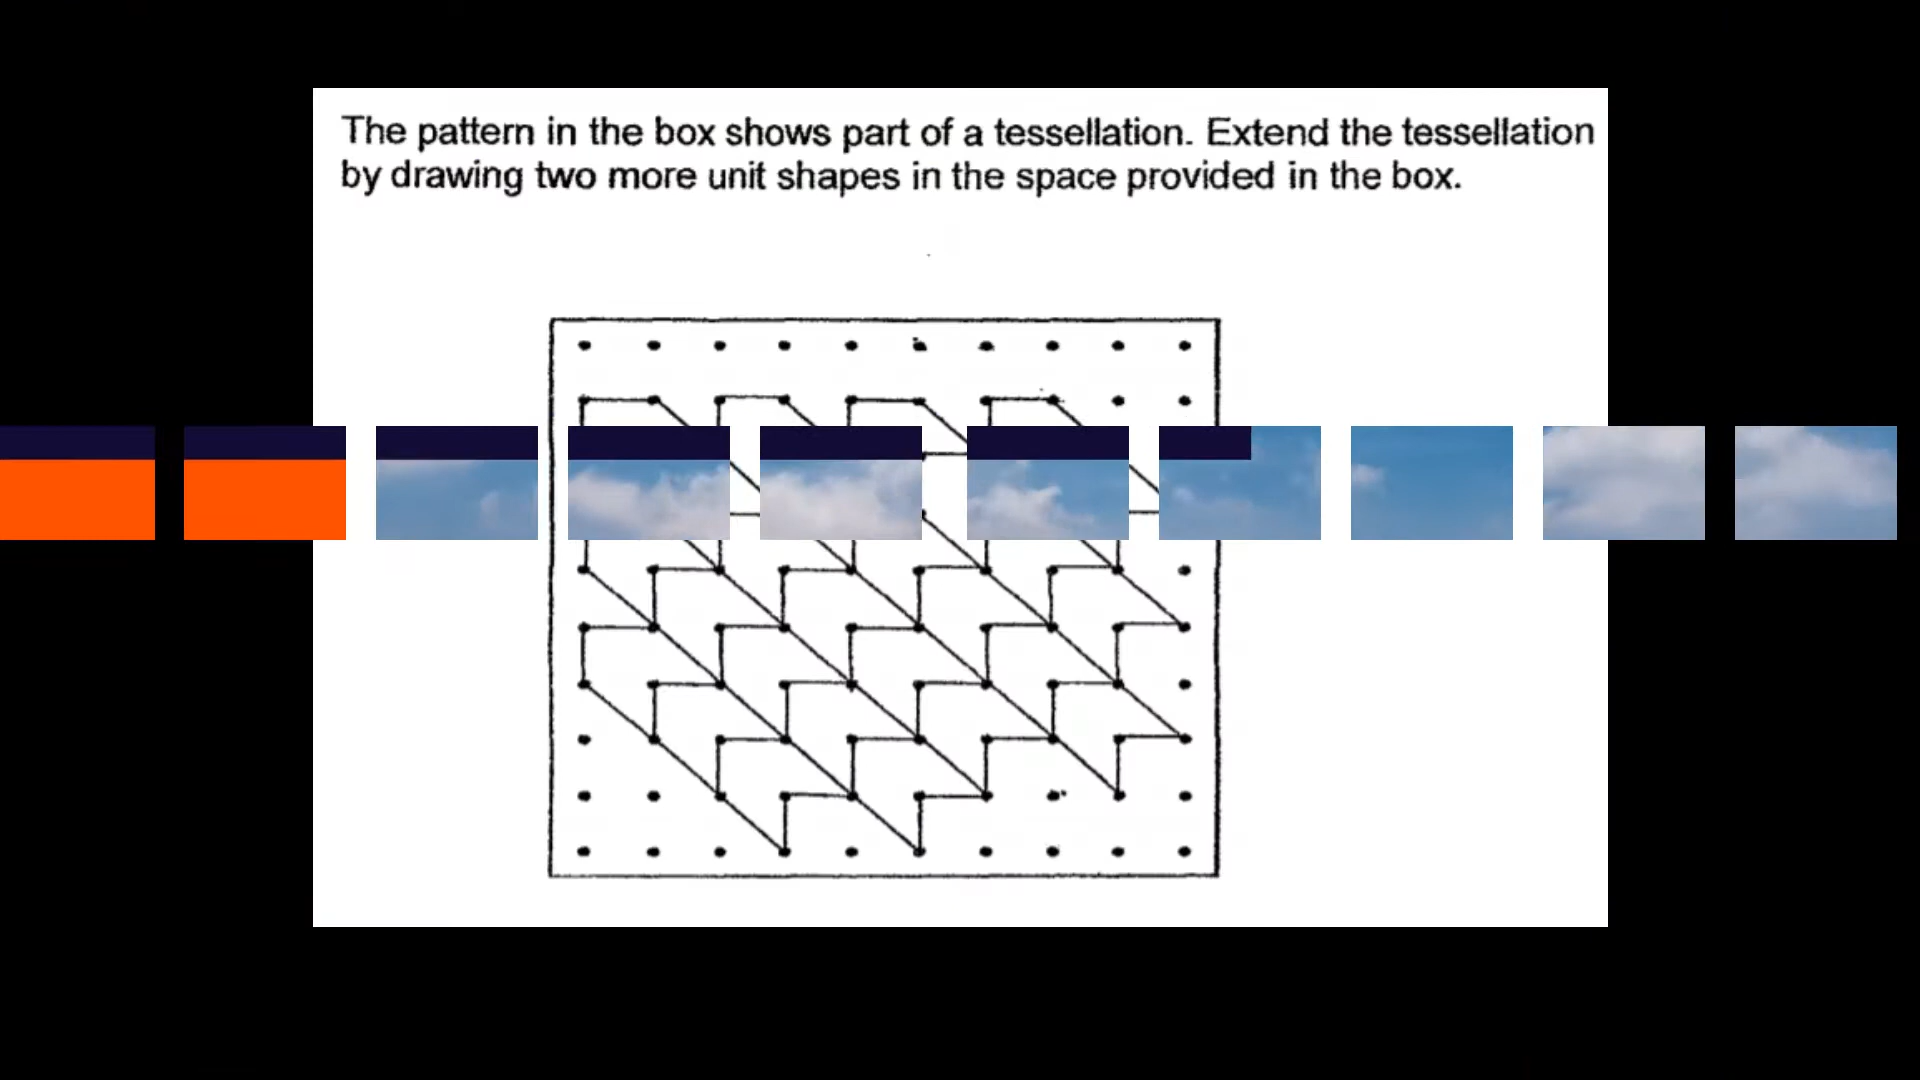 The pattern in the box shows part of a tessellation. Extend the tessellation
by drawing two more unit shapes in the space provided in the box.